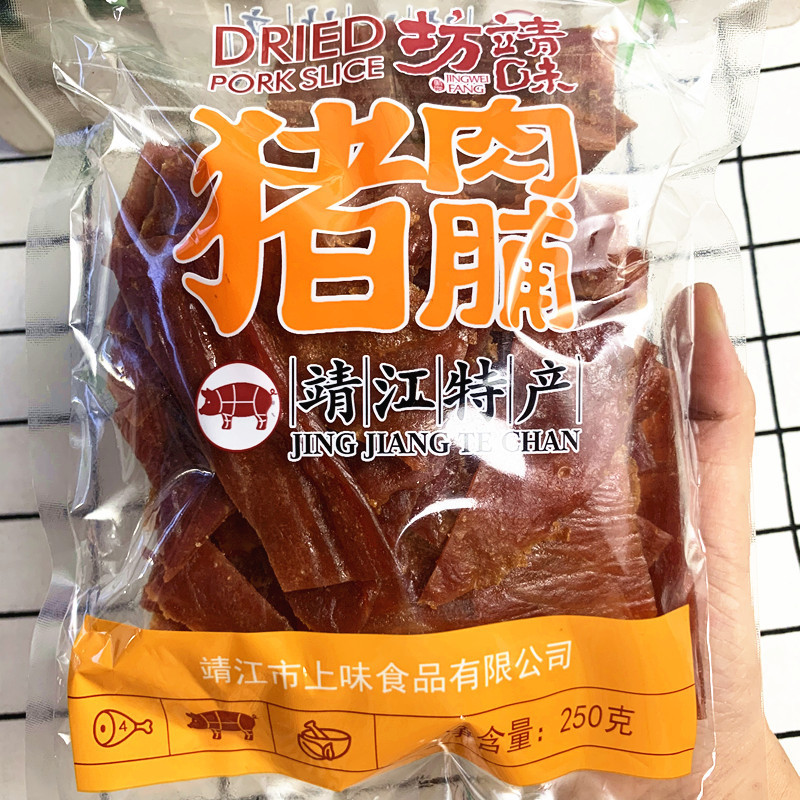 DRIED
PORK SLICE
靖味坊
JINGWEI
FANG
猪肉脯
靖江特产
JING JIANG TE CHAN
靖江市上味食品有限公司
4
含量：250克